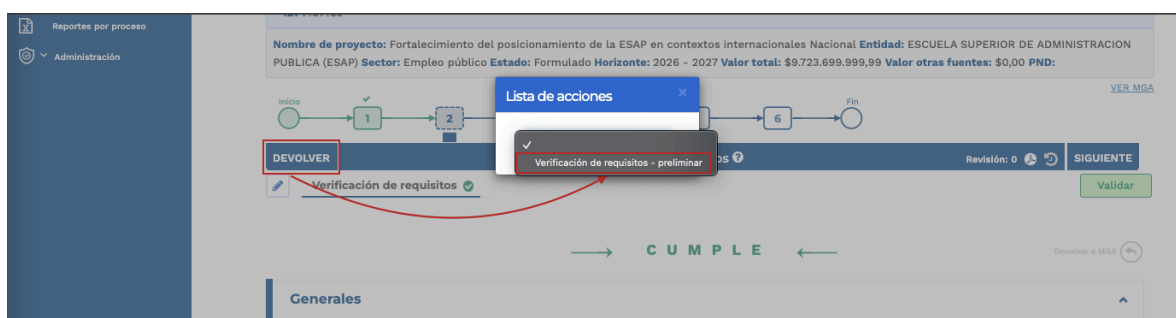 Reportes por proceso
Administración
Nombre de proyecto: Fortalecimiento del posicionamiento de la ESAP en contextos internacionales Nacional Entidad: ESCUELA SUPERIOR DE ADMINISTRACION
PUBLICA (ESAP) Sector: Empleo público Estado: Formulado Horizonte: 2026 - 2027 Valor total: $9.723.699.999,99 Valor otras fuentes: $0,00 PND:
VER MGA
Lista de acciones ×
Inicio
Fin
1
2
6
Verificación de requisitos - preliminar
DEVOLVER
os
Revisión: 0
SIGUIENTE
Verificación de requisitos
Validar
CUMPLE
Devolver a MGA
Generales